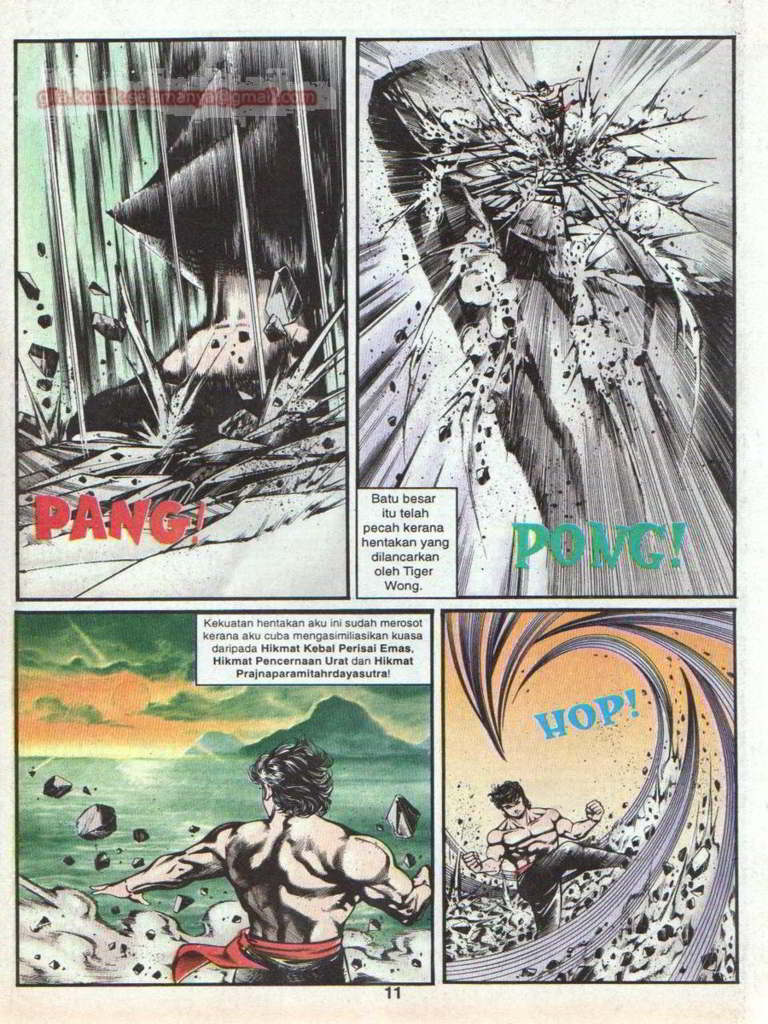 PANG!
Batu besar
itu telah
pecah kerana
hentakan yang
dilancarkan
oleh Tiger
Wong.
PONG!
Kekuatan hentakan aku ini sudah merosot
kerana aku cuba mengasimiliasikan kuasa
daripada Hikmat Kebal Perisai Emas,
Hikmat Pencernaan Urat dan Hikmat
Prajnaparamitahrdayasutra!
HOP!
11